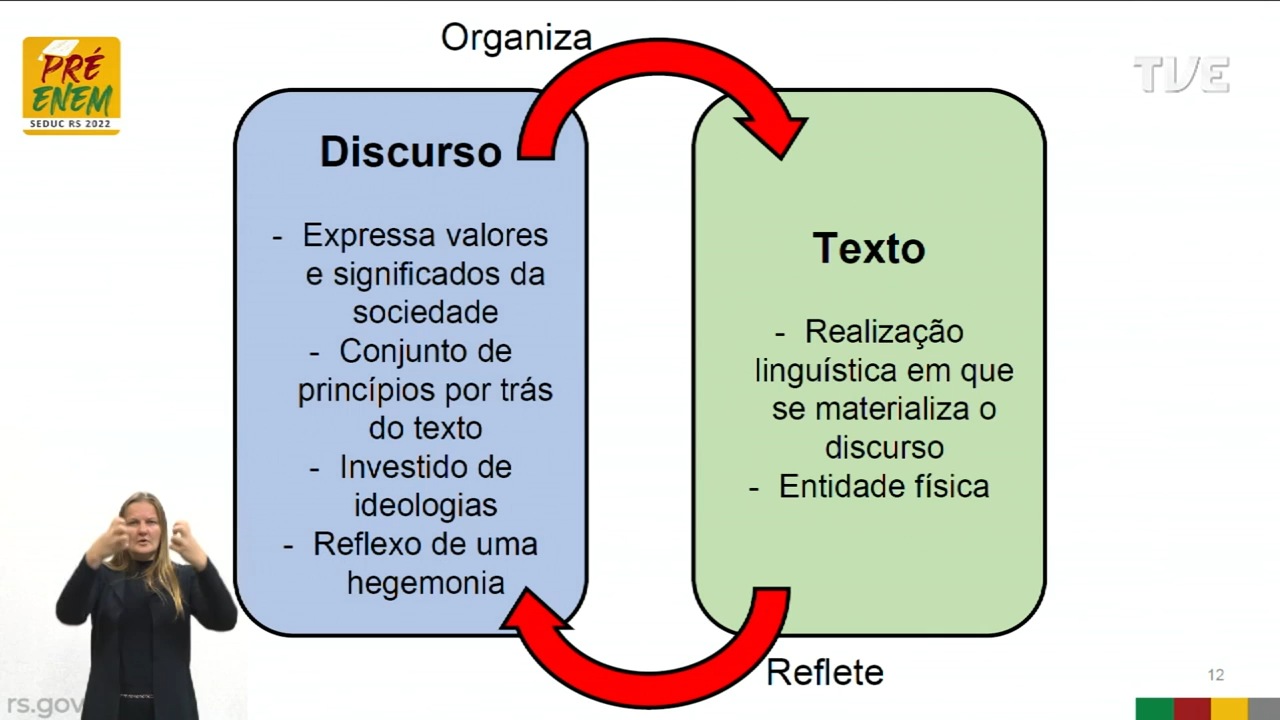 Organiza
PRÉ
ENEM
SEDUC RS 2022
TVE
Discurso
- Expressa valores
e significados da
sociedade
- Conjunto de
princípios por trás
do texto
- Investido de
ideologias
- Reflexo de uma
hegemonia
Texto
- Realização
linguística em que
se materializa o
discurso
- Entidade física
Reflete
12
rs.gov